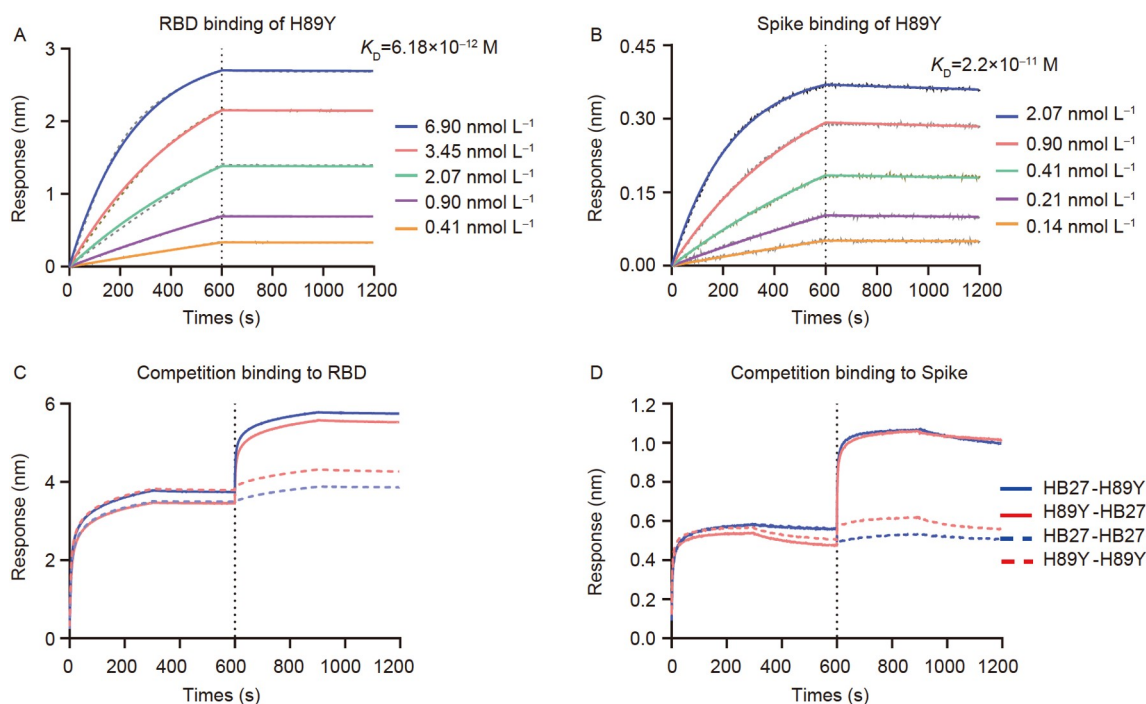 A
RBD binding of H89Y
K_D=6.18×10⁻¹² M
Response (nm)
3
2
1
0
0 200 400 600 800 1000 1200
Times (s)
6.90 nmol L⁻¹
3.45 nmol L⁻¹
2.07 nmol L⁻¹
0.90 nmol L⁻¹
0.41 nmol L⁻¹
B
Spike binding of H89Y
K_D=2.2×10⁻¹¹ M
Response (nm)
0.45
0.30
0.15
0.00
0 200 400 600 800 1000 1200
Times (s)
2.07 nmol L⁻¹
0.90 nmol L⁻¹
0.41 nmol L⁻¹
0.21 nmol L⁻¹
0.14 nmol L⁻¹
C
Competition binding to RBD
Response (nm)
6
4
2
0
0 200 400 600 800 1000 1200
Times (s)
D
Competition binding to Spike
Response (nm)
1.2
1.0
0.8
0.6
0.4
0.2
0.0
0 200 400 600 800 1000 1200
Times (s)
HB27-H89Y
H89Y-HB27
HB27-HB27
H89Y-H89Y